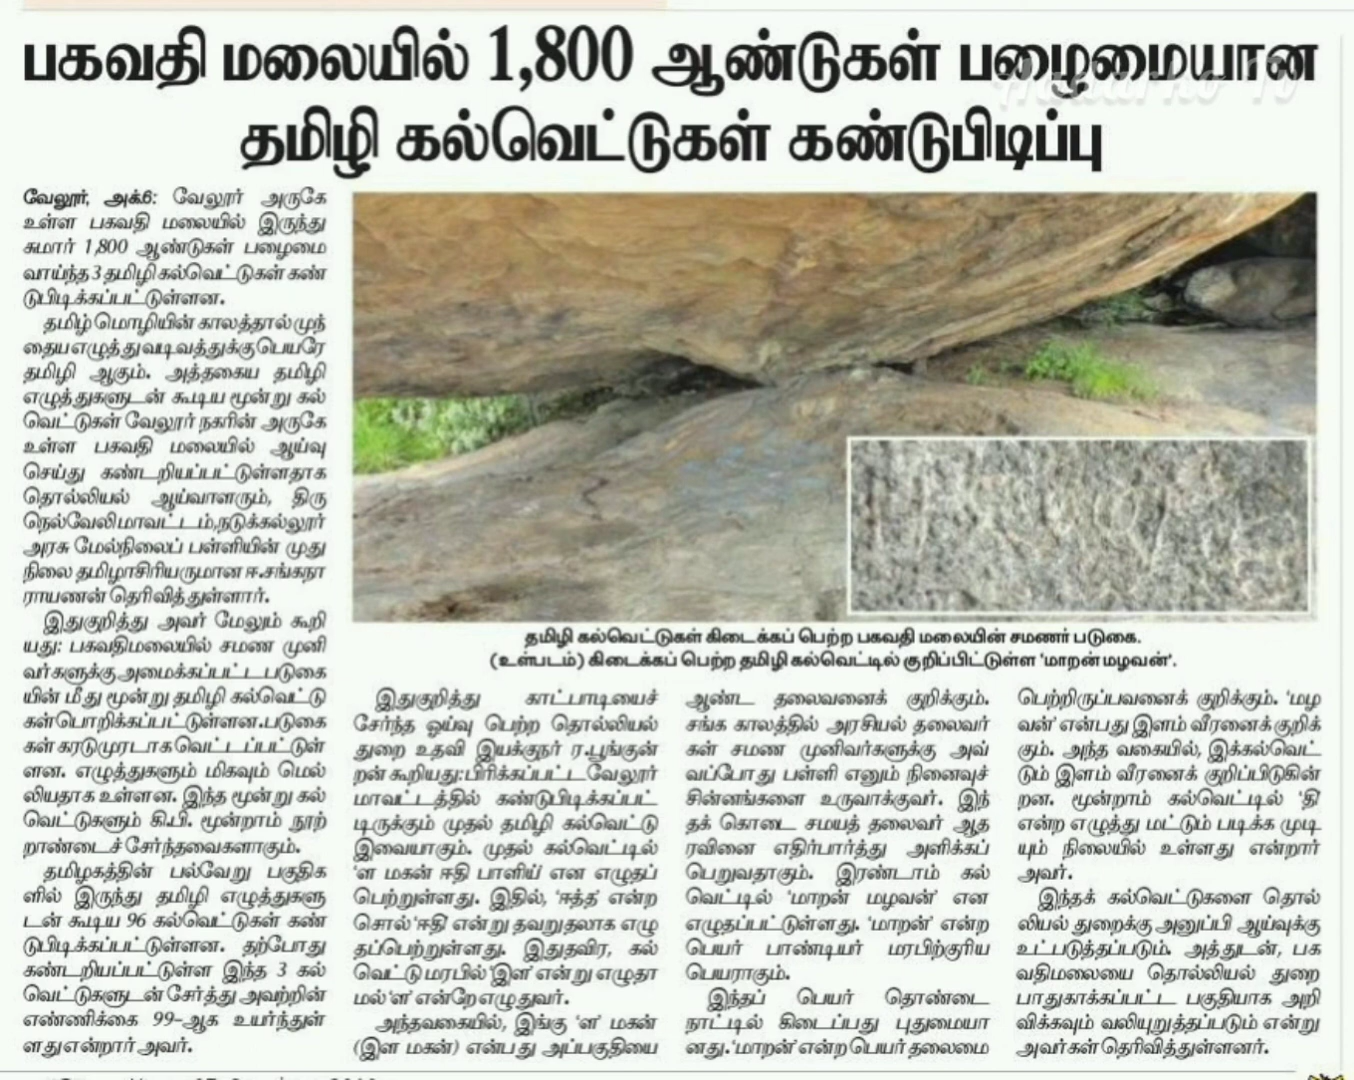 பகவதி மலையில் 1,800 ஆண்டுகள் பழைமையான
தமிழி கல்வெட்டுகள் கண்டுபிடிப்பு
வேலூர், அக்.6: வேலூர் அருகே
உள்ள பகவதி மலையில் இருந்து
சுமார் 1,800 ஆண்டுகள் பழைமை
வாய்ந்த 3 தமிழி கல்வெட்டுகள் கண்
டுபிடிக்கப்பட்டுள்ளன.
தமிழ் மொழியின் காலத்தால் முந்
தைய எழுத்து வடிவத்துக்கு பெயரே
தமிழி ஆகும். அத்தகைய தமிழி
எழுத்துகளுடன் கூடிய மூன்று கல்
வெட்டுகள் வேலூர் நகரின் அருகே
உள்ள பகவதி மலையில் ஆய்வு
செய்து கண்டறியப்பட்டுள்ளதாக
தொல்லியல் ஆய்வாளரும், திரு
நெல்வேலி மாவட்டம், நடுக்கல்லூர்
அரசு மேல்நிலைப் பள்ளியின் முது
நிலை தமிழாசிரியருமான ஈ.சங்கநா
ராயணன் தெரிவித்துள்ளார்.
இதுகுறித்து அவர் மேலும் கூறி
யது: பகவதிமலையில் சமண முனி
வர்களுக்கு அமைக்கப்பட்ட படுகை
யின் மீது மூன்று தமிழி கல்வெட்டு
கள் பொறிக்கப்பட்டுள்ளன. படுகை
கள் கரடுமுரடாக வெட்டப்பட்டுள்
ளன. எழுத்துகளும் மிகவும் மெல்
லியதாக உள்ளன. இந்த மூன்று கல்
வெட்டுகளும் கி.பி. மூன்றாம் நூற்
றாண்டைச் சேர்ந்தவைகளாகும்.
தமிழகத்தின் பல்வேறு பகுதிக
ளில் இருந்து தமிழி எழுத்துகளு
டன் கூடிய 96 கல்வெட்டுகள் கண்
டுபிடிக்கப்பட்டுள்ளன. தற்போது
கண்டறியப்பட்டுள்ள இந்த 3 கல்
வெட்டுகளுடன் சேர்த்து அவற்றின்
எண்ணிக்கை 99-ஆக உயர்ந்துள்
ளது என்றார் அவர்.
தமிழி கல்வெட்டுகள் கிடைக்கப் பெற்ற பகவதி மலையின் சமணர் படுகை.
(உள்படம்) கிடைக்கப் பெற்ற தமிழி கல்வெட்டில் குறிப்பிட்டுள்ள 'மாறன் மழவன்'.
இதுகுறித்து காட்பாடியைச்
சேர்ந்த ஓய்வு பெற்ற தொல்லியல்
துறை உதவி இயக்குநர் ர.பூங்குன்
றன் கூறியது: பிரிக்கப்பட்ட வேலூர்
மாவட்டத்தில் கண்டுபிடிக்கப்பட்
டிருக்கும் முதல் தமிழி கல்வெட்டு
இவையாகும். முதல் கல்வெட்டில்
'ள மகன் ஈதி பாளிய்' என எழுதப்
பெற்றுள்ளது. இதில், 'ஈத்த' என்ற
சொல் 'ஈதி' என்று தவறுதலாக எழு
தப்பெற்றுள்ளது. இதுதவிர, கல்
வெட்டு மரபில் 'இள' என்று எழுதா
மல் 'ள' என்றே எழுதுவர்.
அந்தவகையில், இங்கு 'ள' மகன்
(இள மகன்) என்பது அப்பகுதியை
ஆண்ட தலைவனைக் குறிக்கும்.
சங்க காலத்தில் அரசியல் தலைவர்
கள் சமண முனிவர்களுக்கு அவ்
வப்போது பள்ளி எனும் நினைவுச்
சின்னங்களை உருவாக்குவர். இந்
தக் கொடை சமயத் தலைவர் ஆத
ரவினை எதிர்பார்த்து அளிக்கப்
பெறுவதாகும். இரண்டாம் கல்
வெட்டில் 'மாறன் மழவன்' என
எழுதப்பட்டுள்ளது. 'மாறன்' என்ற
பெயர் பாண்டியர் மரபிற்குரிய
பெயராகும்.
இந்தப் பெயர் தொண்டை
நாட்டில் கிடைப்பது புதுமையா
னது. 'மாறன்' என்ற பெயர் தலைமை
பெற்றிருப்பவனைக் குறிக்கும். 'மழ
வன்' என்பது இளம் வீரனைக் குறிக்
கும். அந்த வகையில், இக்கல்வெட்
டும் இளம் வீரனைக் குறிப்பிடுகின்
றன. மூன்றாம் கல்வெட்டில் 'தி'
என்ற எழுத்து மட்டும் படிக்க முடி
யும் நிலையில் உள்ளது என்றார்
அவர்.
இந்தக் கல்வெட்டுகளை தொல்
லியல் துறைக்கு அனுப்பி ஆய்வுக்கு
உட்படுத்தப்படும். அத்துடன், பக
வதிமலையை தொல்லியல் துறை
பாதுகாக்கப்பட்ட பகுதியாக அறி
விக்கவும் வலியுறுத்தப்படும் என்று
அவர்கள் தெரிவித்துள்ளனர்.